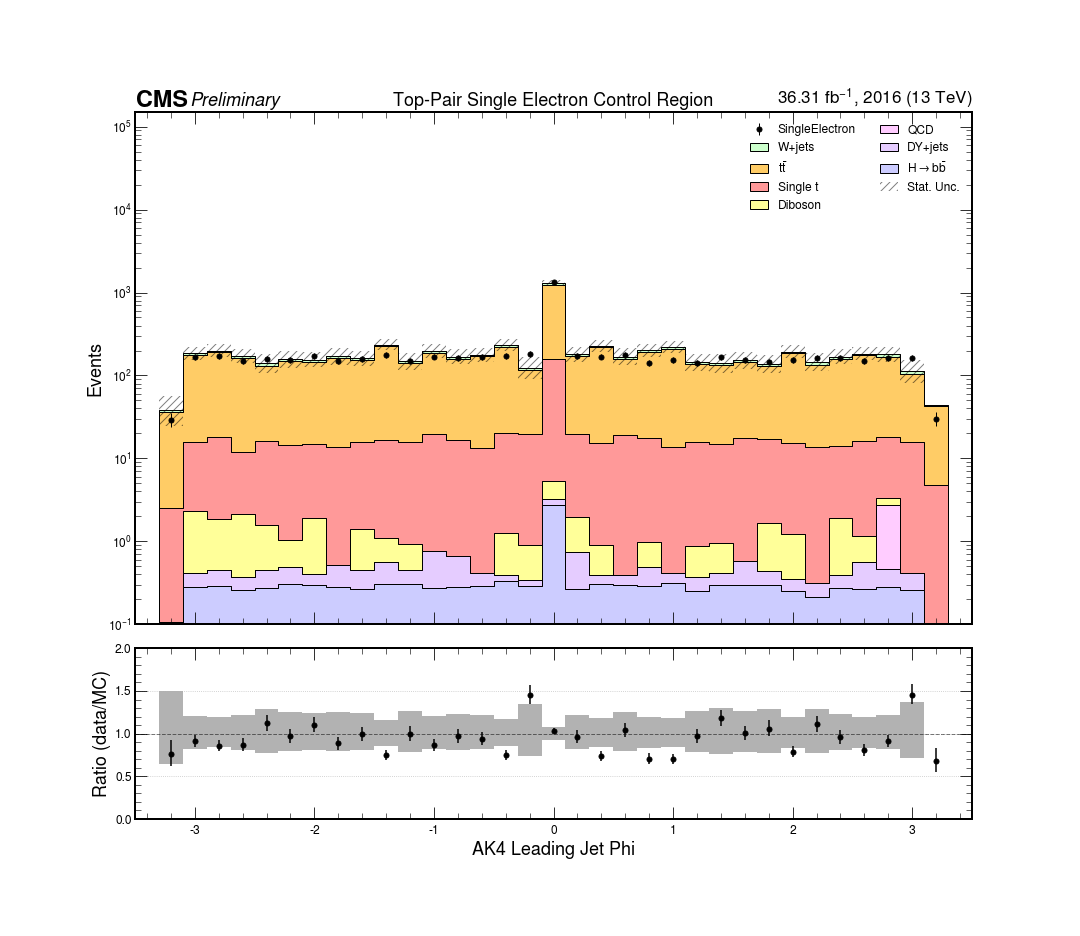 CMS Preliminary Top-Pair Single Electron Control Region 36.31 fb⁻¹, 2016 (13 TeV)
SingleElectron
W+jets
tt̄
Single t
Diboson
QCD
DY+jets
H→bb̄
Stat. Unc.
Events
10⁵
10⁴
10³
10²
10¹
10⁰
10⁻¹
Ratio (data/MC)
2.0
1.5
1.0
0.5
0.0
-3 -2 -1 0 1 2 3
AK4 Leading Jet Phi